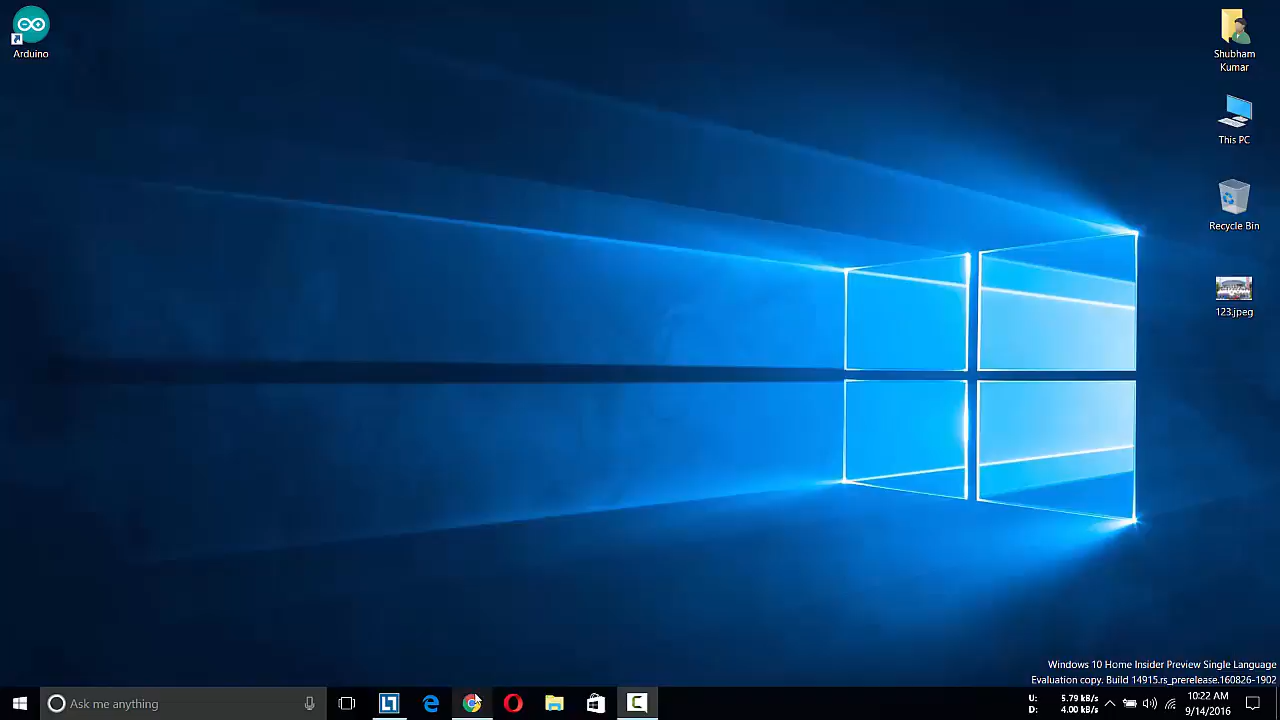 Arduino
Shubham
Kumar
This PC
Recycle Bin
123.jpeg
Windows 10 Home Insider Preview Single Language
Evaluation copy. Build 14915.rs_prerelease.160826-1902
Ask me anything
U: 5.79 kB/s
D: 4.00 kB/s
10:22 AM
9/14/2016